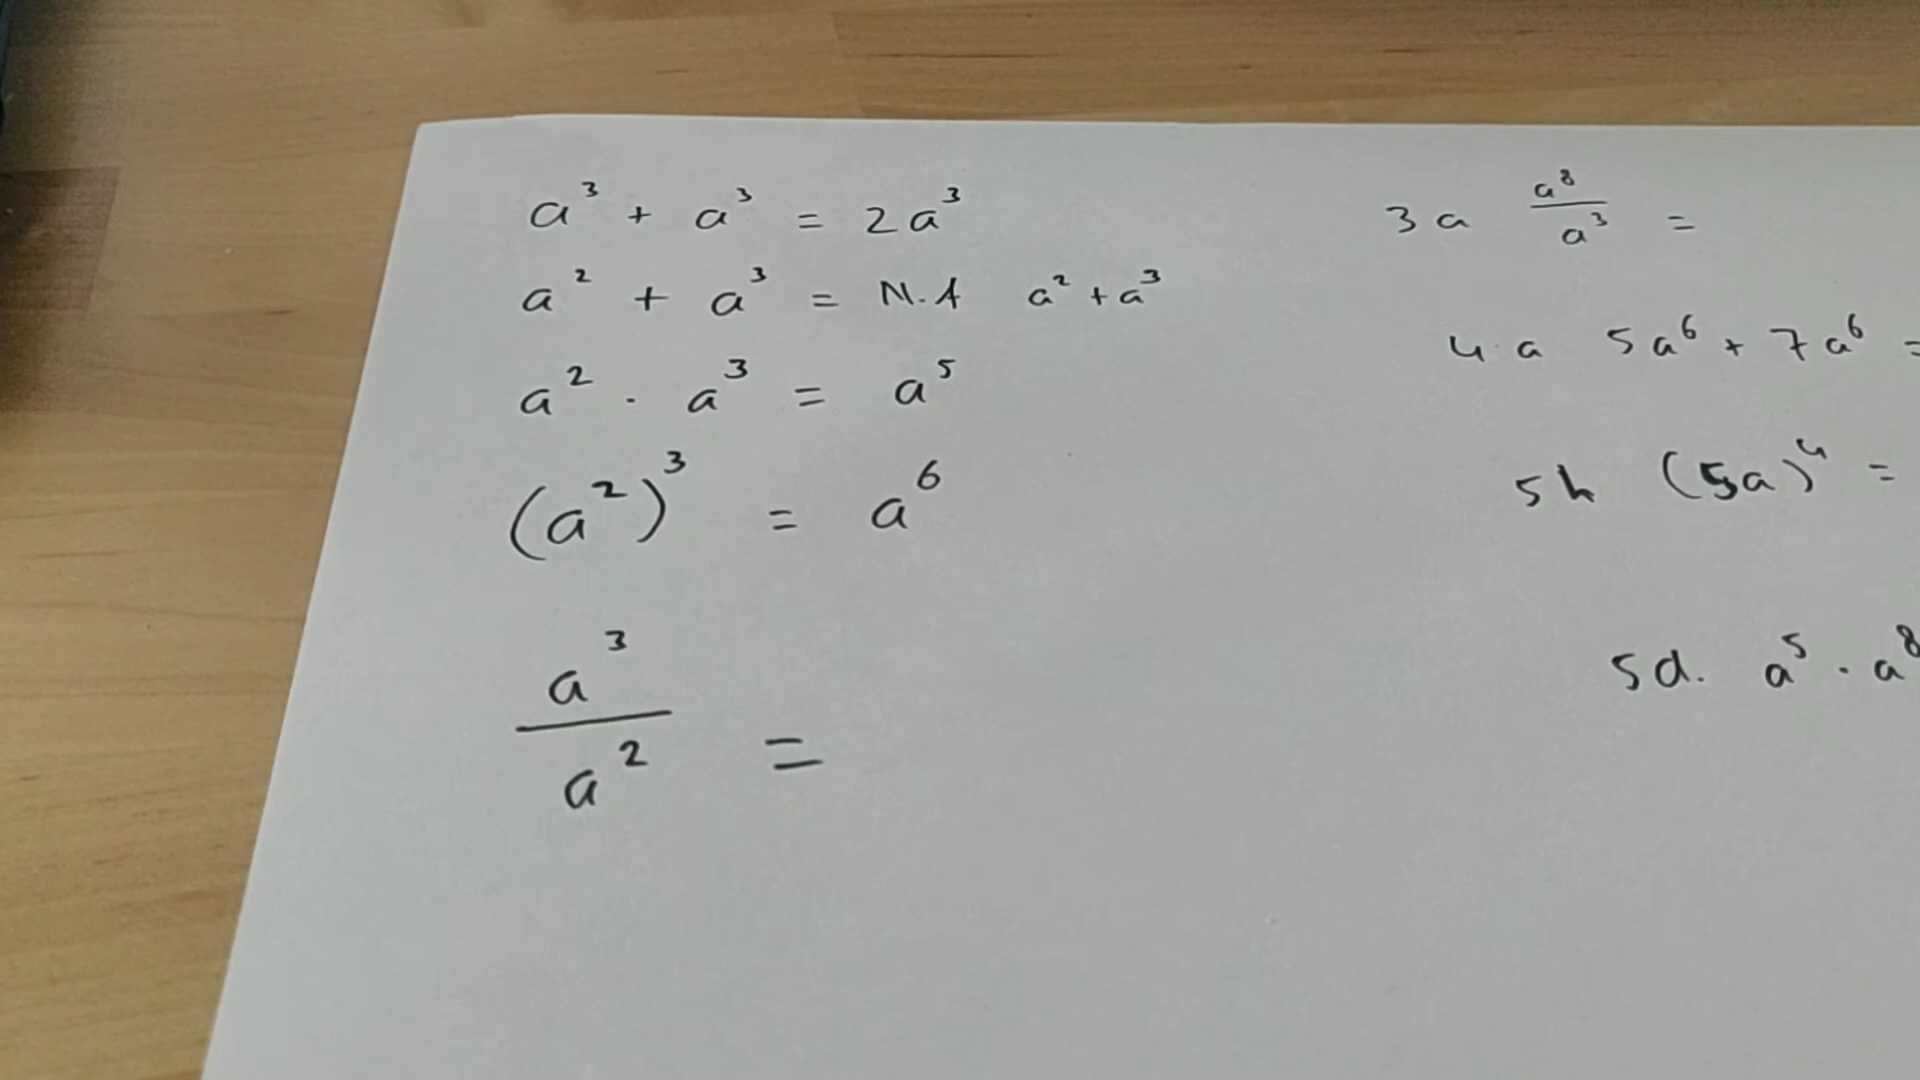 a³ + a³ = 2a³
a² + a³ = N.A a² + a³
a² · a³ = a⁵
(a²)³ = a⁶
a³/a² =
3a a⁸/a³ =
4a 5a⁶ + 7a⁶ =
5h (5a)⁴ =
5d. a⁵ · a⁸